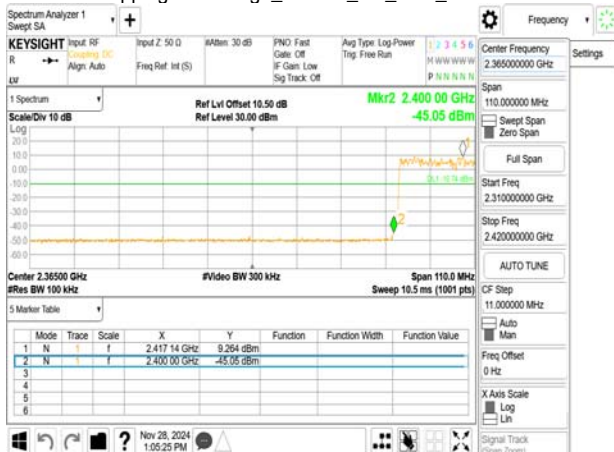 Spectrum Analyzer 1
Swept SA
Frequency
KEYSIGHT
Input: RF
Coupling: DC
Align: Auto
Input Z: 50 Ω
Freq Ref: Int (S)
#Atten: 30 dB
PNO: Fast
Gate: Off
IF Gain: Low
Sig Track: Off
Avg Type: Log-Power
Trig: Free Run
1 2 3 4 5 6
M W W W W W
P N N N N N
R
LXI
Center Frequency
2.365000000 GHz
Settings
Span
110.000000 MHz
Swept Span
Zero Span
Full Span
Start Freq
2.310000000 GHz
Stop Freq
2.420000000 GHz
AUTO TUNE
CF Step
11.000000 MHz
Auto
Man
Freq Offset
0 Hz
X Axis Scale
Log
Lin
Signal Track
(Span Zoom)
1 Spectrum
Scale/Div 10 dB
Ref Lvl Offset 10.50 dB
Ref Level 30.00 dBm
Mkr2 2.400 00 GHz
-45.05 dBm
Log
20.0
10.0
0.00
-10.0
-20.0
-30.0
-40.0
-50.0
-60.0
1
2
Center 2.36500 GHz
#Res BW 100 kHz
#Video BW 300 kHz
Span 110.0 MHz
Sweep 10.5 ms (1001 pts)
5 Marker Table
Mode Trace Scale X Y Function Function Width Function Value
1 N 1 f 2.417 14 GHz 9.264 dBm
2 N 1 f 2.400 00 GHz -45.05 dBm
3
4
5
6
Nov 28, 2024
1:05:25 PM